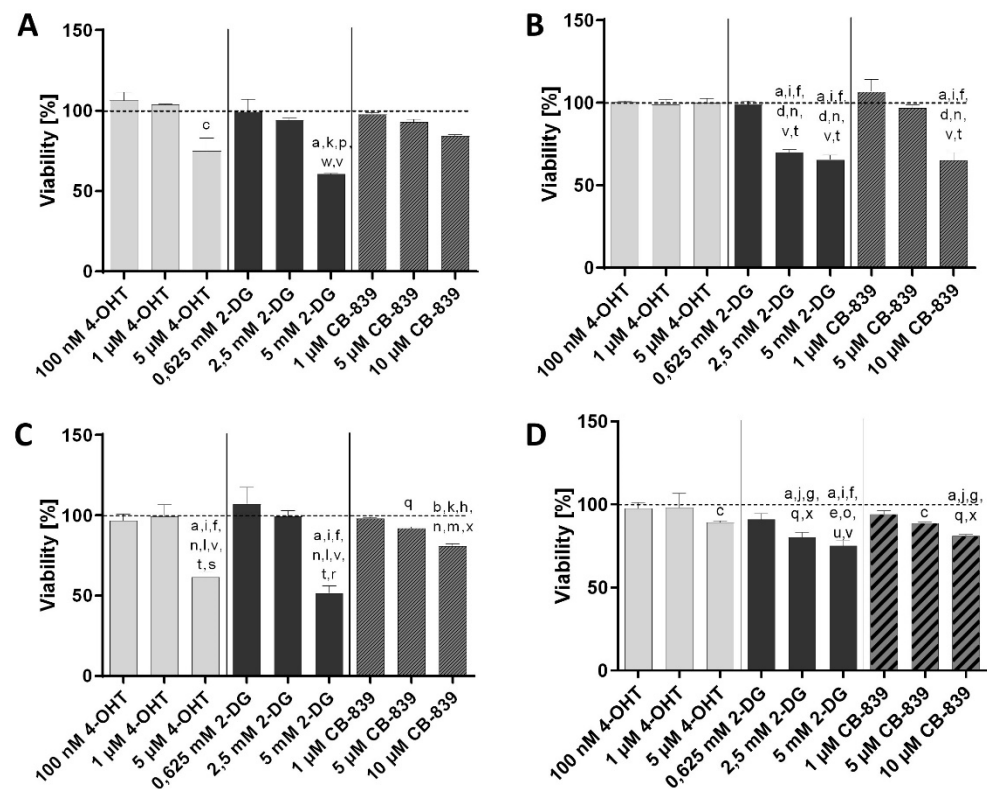 A
Viability [%]
150
100
50
0
c
a,k,p,
w,v
100 nM 4-OHT
1 µM 4-OHT
5 µM 4-OHT
0,625 mM 2-DG
2,5 mM 2-DG
5 mM 2-DG
1 µM CB-839
5 µM CB-839
10 µM CB-839
B
Viability [%]
150
100
50
0
a,i,f,
d,n,
v,t
a,i,f,
d,n,
v,t
a,i,f,
d,n,
v,t
100 nM 4-OHT
1 µM 4-OHT
5 µM 4-OHT
0,625 mM 2-DG
2,5 mM 2-DG
5 mM 2-DG
1 µM CB-839
5 µM CB-839
10 µM CB-839
C
Viability [%]
150
100
50
0
a,i,f,
n,l,v,
t,s
a,i,f,
n,l,v,
t,r
q
b,k,h,
n,m,x
100 nM 4-OHT
1 µM 4-OHT
5 µM 4-OHT
0,625 mM 2-DG
2,5 mM 2-DG
5 mM 2-DG
1 µM CB-839
5 µM CB-839
10 µM CB-839
D
Viability [%]
150
100
50
0
c
a,j,g,
q,x
a,i,f,
e,o,
u,v
c
a,j,g,
q,x
100 nM 4-OHT
1 µM 4-OHT
5 µM 4-OHT
0,625 mM 2-DG
2,5 mM 2-DG
5 mM 2-DG
1 µM CB-839
5 µM CB-839
10 µM CB-839